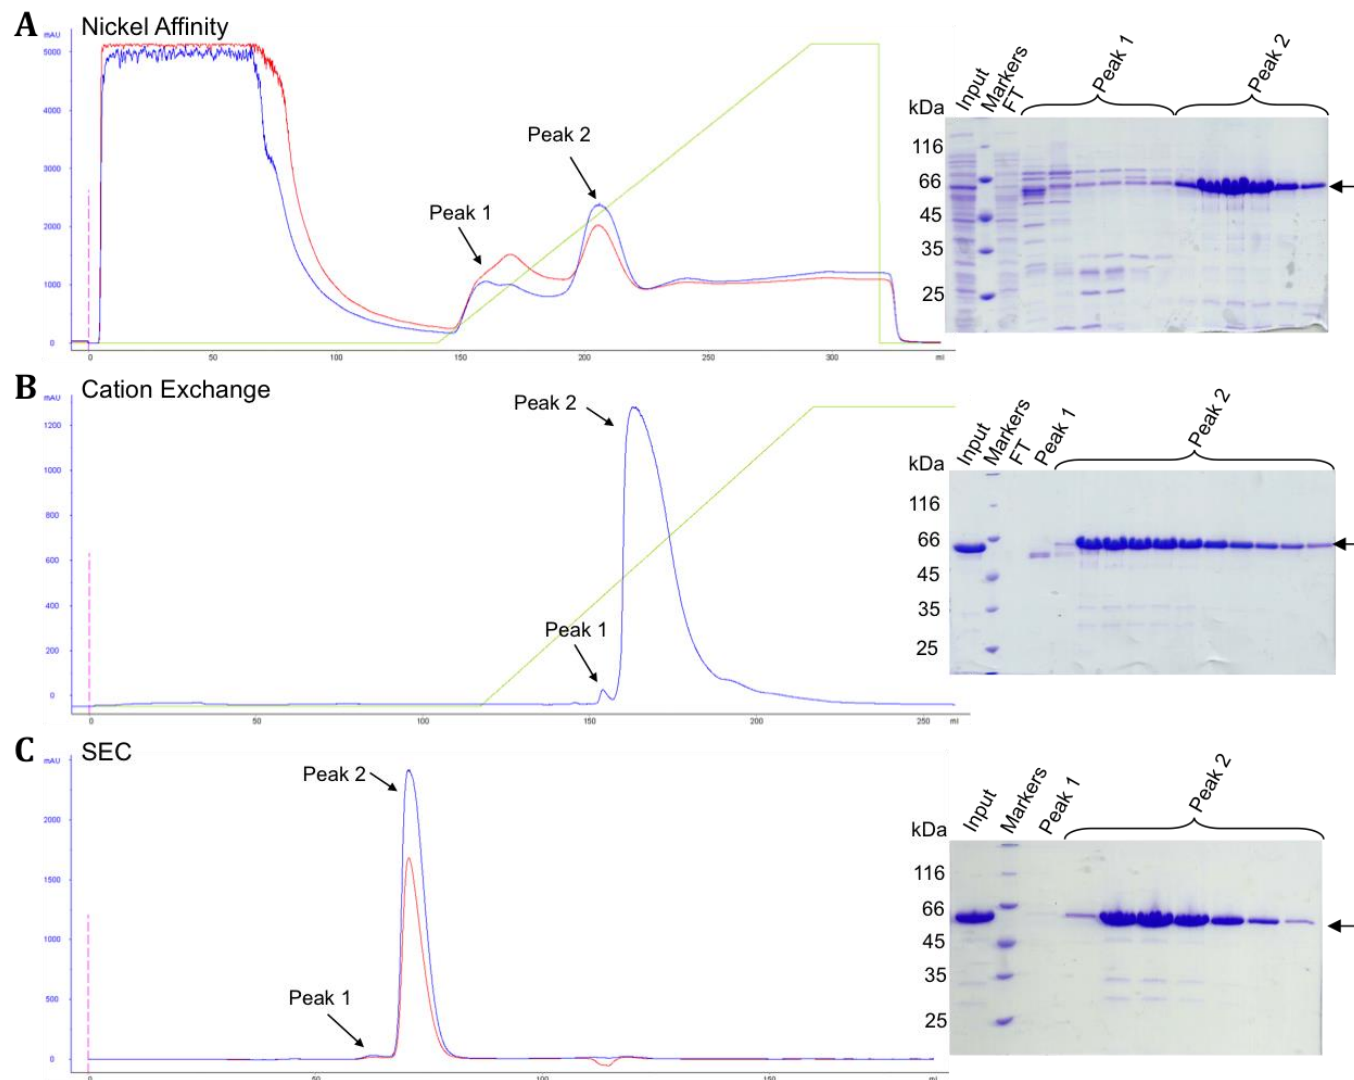 A Nickel Affinity
mAU
5000
4000
3000
2000
1000
0
0 50 100 150 200 250 300 ml
Peak 1
Peak 2
Input
Markers
FT
Peak 1
Peak 2
kDa
116
66
45
35
25
B Cation Exchange
mAU
1200
1000
800
600
400
200
0
0 50 100 150 200 250 ml
Peak 2
Peak 1
Input
Markers
FT
Peak 1
Peak 2
kDa
116
66
45
35
25
C SEC
mAU
2000
1500
1000
500
0
0 50 100 150 ml
Peak 2
Peak 1
Input
Markers
Peak 1
Peak 2
kDa
116
66
45
35
25